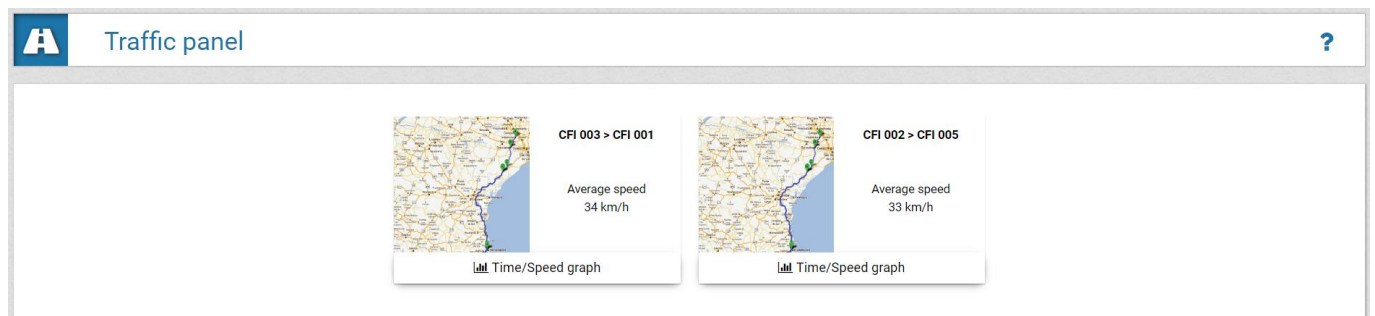 Traffic panel
?
CFI 003 > CFI 001
Average speed
34 km/h
Time/Speed graph
CFI 002 > CFI 005
Average speed
33 km/h
Time/Speed graph